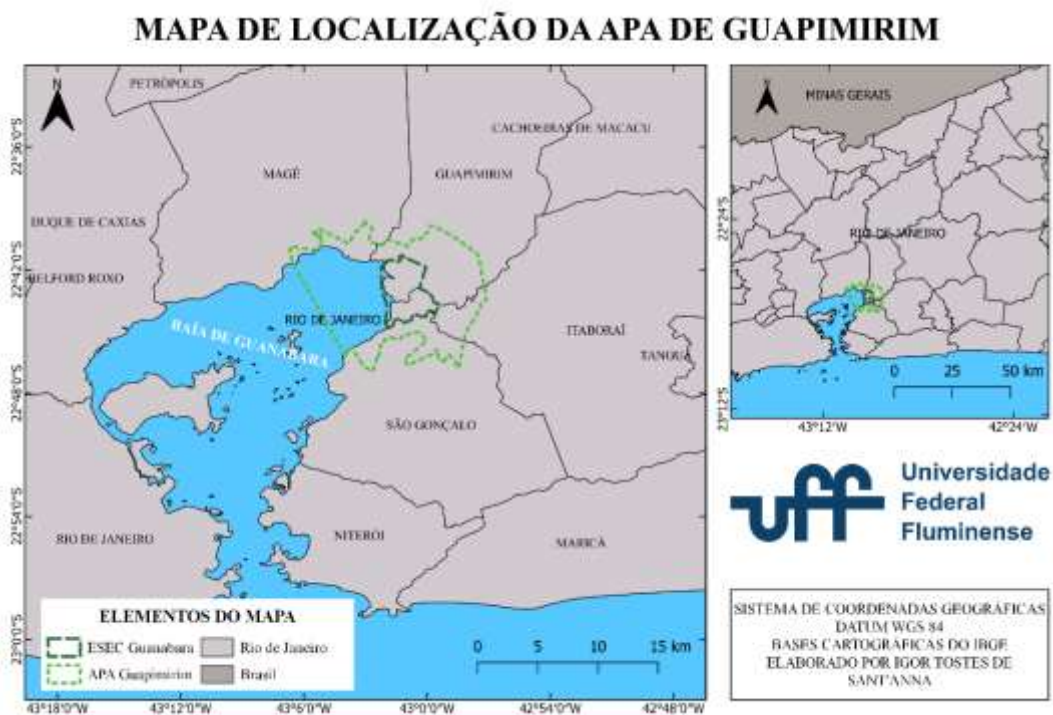 MAPA DE LOCALIZAÇÃO DA APA DE GUAPIMIRIM
N
PETRÓPOLIS
CACHOEIRAS DE MACACU
MAGÉ
GUAPIMIRIM
DUQUE DE CAXIAS
BELFORD ROXO
RIO DE JANEIRO
BAÍA DE GUANABARA
ITABORAÍ
TANGUÁ
SÃO GONÇALO
RIO DE JANEIRO
NITERÓI
MARICÁ
22°36'0"S
22°42'0"S
22°48'0"S
22°54'0"S
23°0'0"S
ELEMENTOS DO MAPA
ESEC Guanabara
Rio de Janeiro
APA Guapimirim
Brasil
0 5 10 15 km
43°18'0"W 43°12'0"W 43°6'0"W 43°0'0"W 42°54'0"W 42°48'0"W
N
MINAS GERAIS
RIO DE JANEIRO
22°24'S
23°12'S
0 25 50 km
43°12'W 42°24'W
uff
Universidade
Federal
Fluminense
SISTEMA DE COORDENADAS GEOGRÁFICAS
DATUM WGS 84
BASES CARTOGRÁFICAS DO IBGE
ELABORADO POR IGOR TOSTES DE
SANT'ANNA